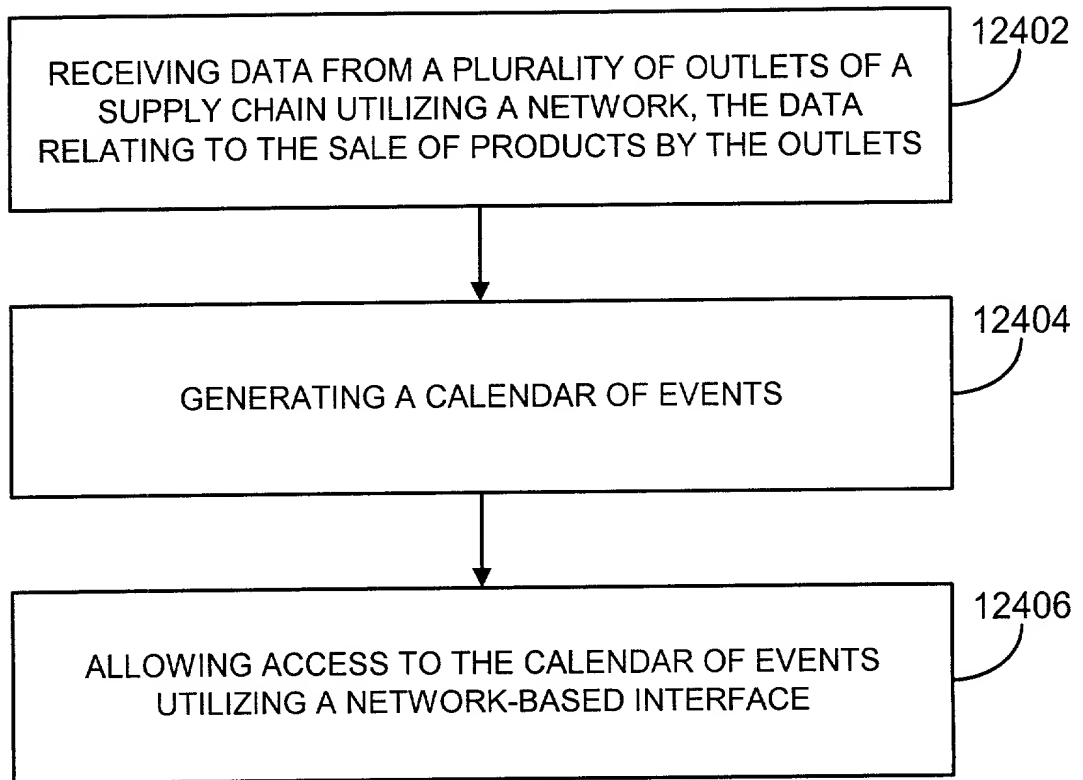 12402
RECEIVING DATA FROM A PLURALITY OF OUTLETS OF A
SUPPLY CHAIN UTILIZING A NETWORK, THE DATA
RELATING TO THE SALE OF PRODUCTS BY THE OUTLETS
12404
GENERATING A CALENDAR OF EVENTS
12406
ALLOWING ACCESS TO THE CALENDAR OF EVENTS
UTILIZING A NETWORK-BASED INTERFACE